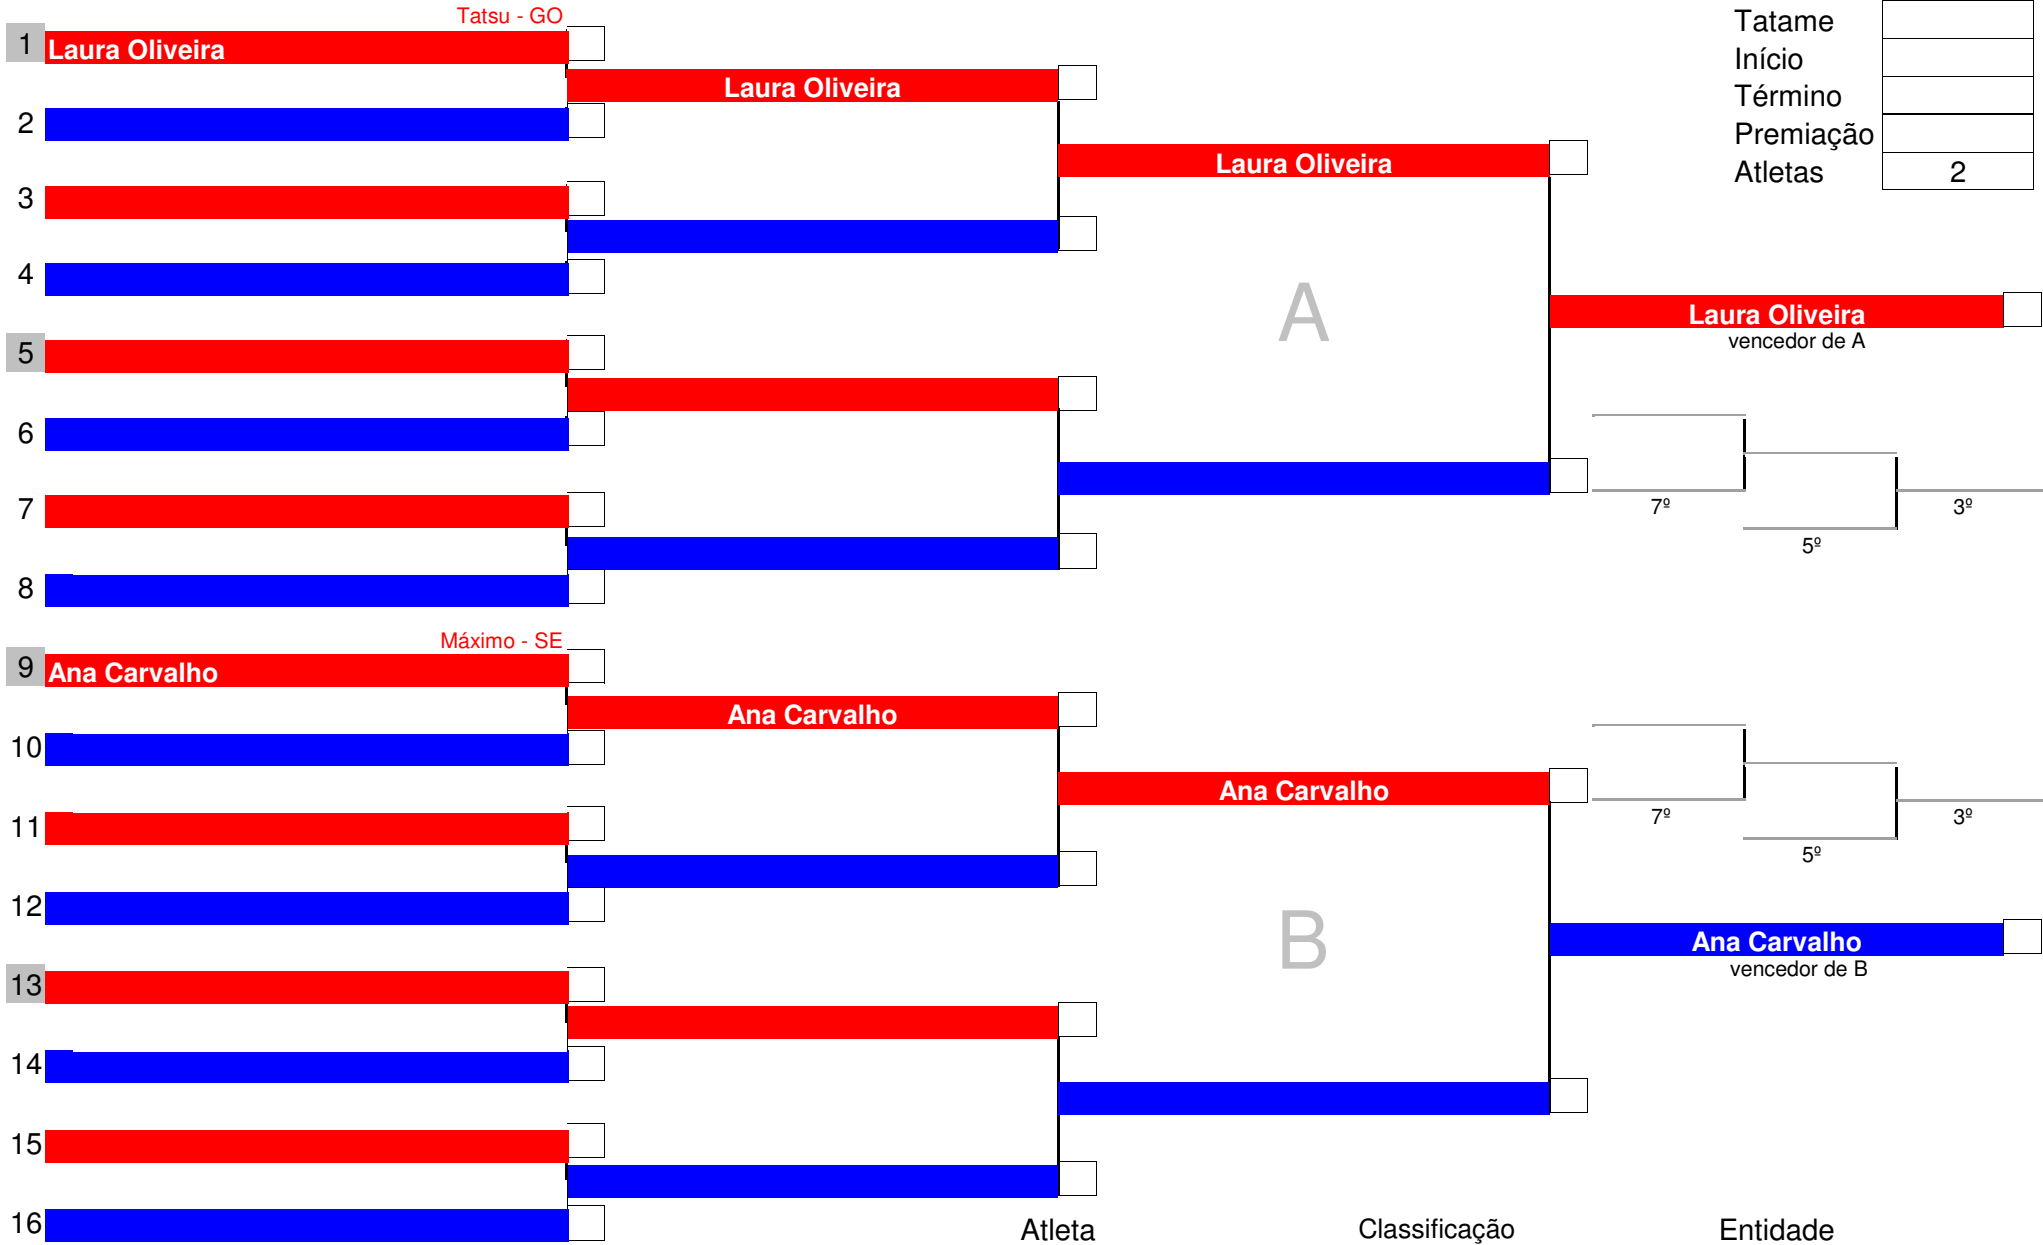 Tatsu - GO
1 Laura Oliveira
Laura Oliveira
2
Laura Oliveira
3
4
Laura Oliveira
vencedor de A
A
5
6
7
8
7º
5º
3º
Tatame
Início
Término
Premiação
Atletas 2
Máximo - SE
9 Ana Carvalho
Ana Carvalho
10
Ana Carvalho
11
12
B
Ana Carvalho
vencedor de B
13
14
15
16
7º
5º
3º
Atleta Classificação Entidade